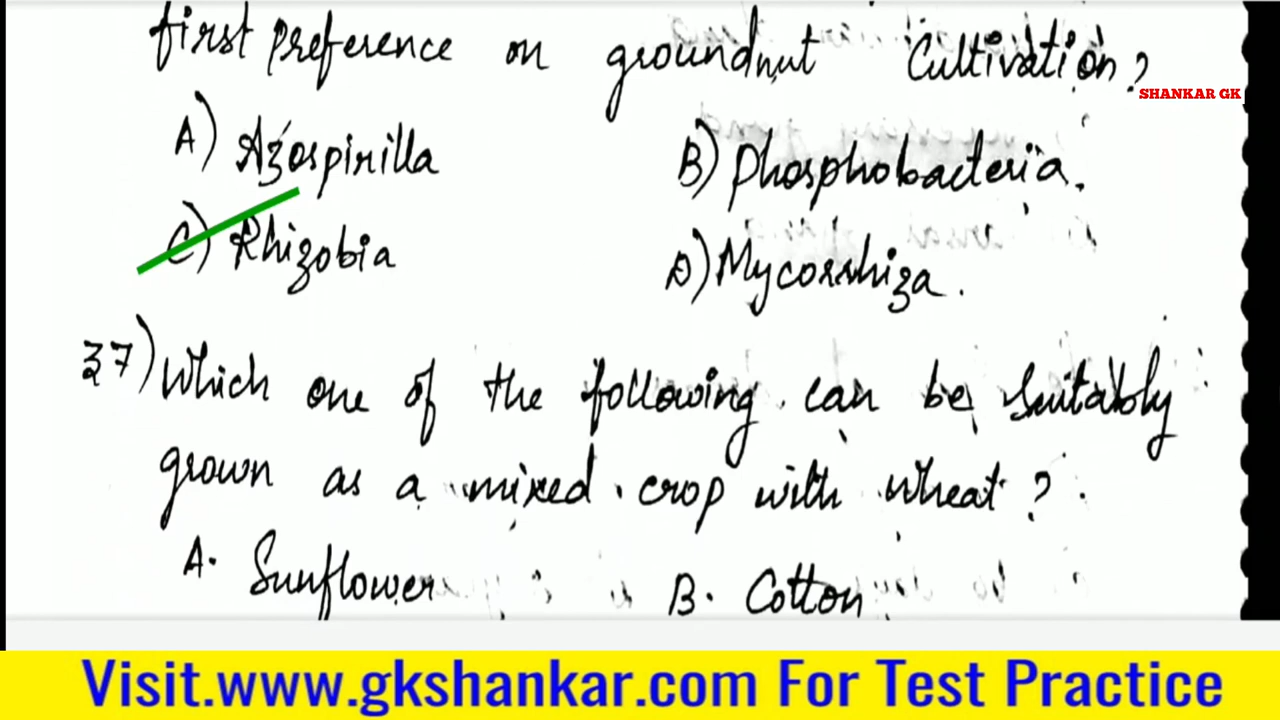 first preference on groundnut Cultivation?
SHANKAR GK
A) Azospirilla B) Phosphobacteria.
C) Rhizobia D) Mycorrhiza.
37) Which one of the following can be suitably
grown as a mixed crop with wheat?
A. Sunflower B. Cotton
Visit.www.gkshankar.com For Test Practice